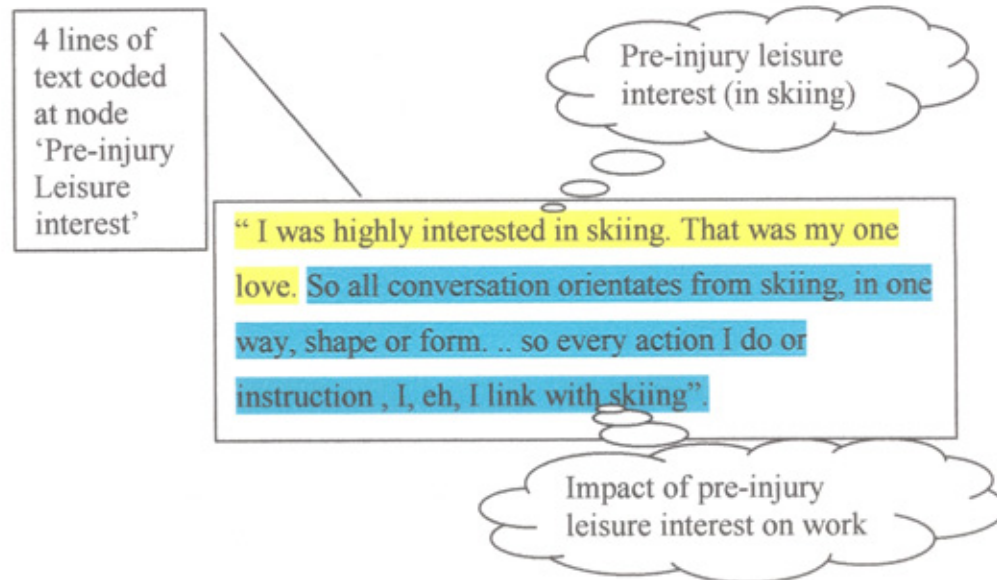 4 lines of
text coded
at node
‘Pre-injury
Leisure
interest’
Pre-injury leisure
interest (in skiing)
“ I was highly interested in skiing. That was my one
love. So all conversation orientates from skiing, in one
way, shape or form. .. so every action I do or
instruction , I, eh, I link with skiing”.
Impact of pre-injury
leisure interest on work